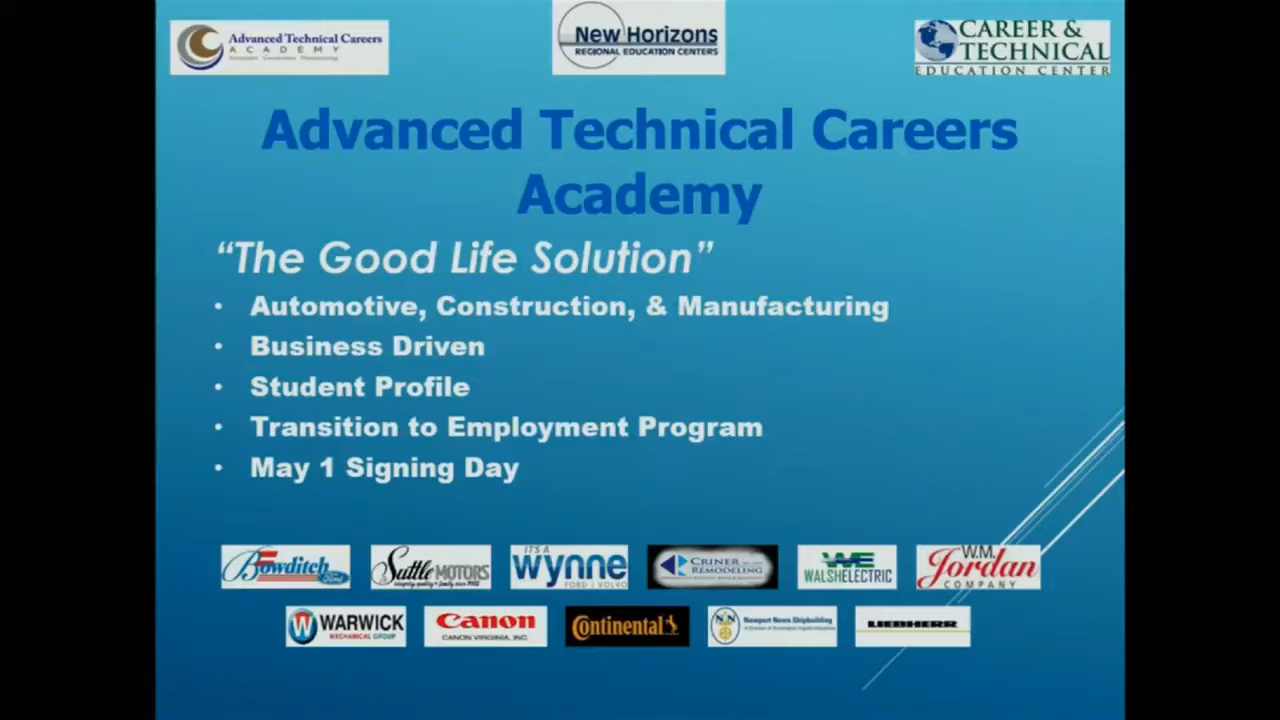 Advanced Technical Careers
ACADEMY
New Horizons
REGIONAL EDUCATION CENTERS
CAREER &
TECHNICAL
EDUCATION CENTER
Advanced Technical Careers
Academy
“The Good Life Solution”
• Automotive, Construction, & Manufacturing
• Business Driven
• Student Profile
• Transition to Employment Program
• May 1 Signing Day
Bowditch
Ford
Suttle MOTORS
IT'S A
wynne
FORD | VOLVO
CRINER
REMODELING
WE
WALSHELECTRIC
W.M.
Jordan
COMPANY
WARWICK
MECHANICAL GROUP
Canon
CANON VIRGINIA, INC.
Continental
Newport News Shipbuilding
LIEBHERR